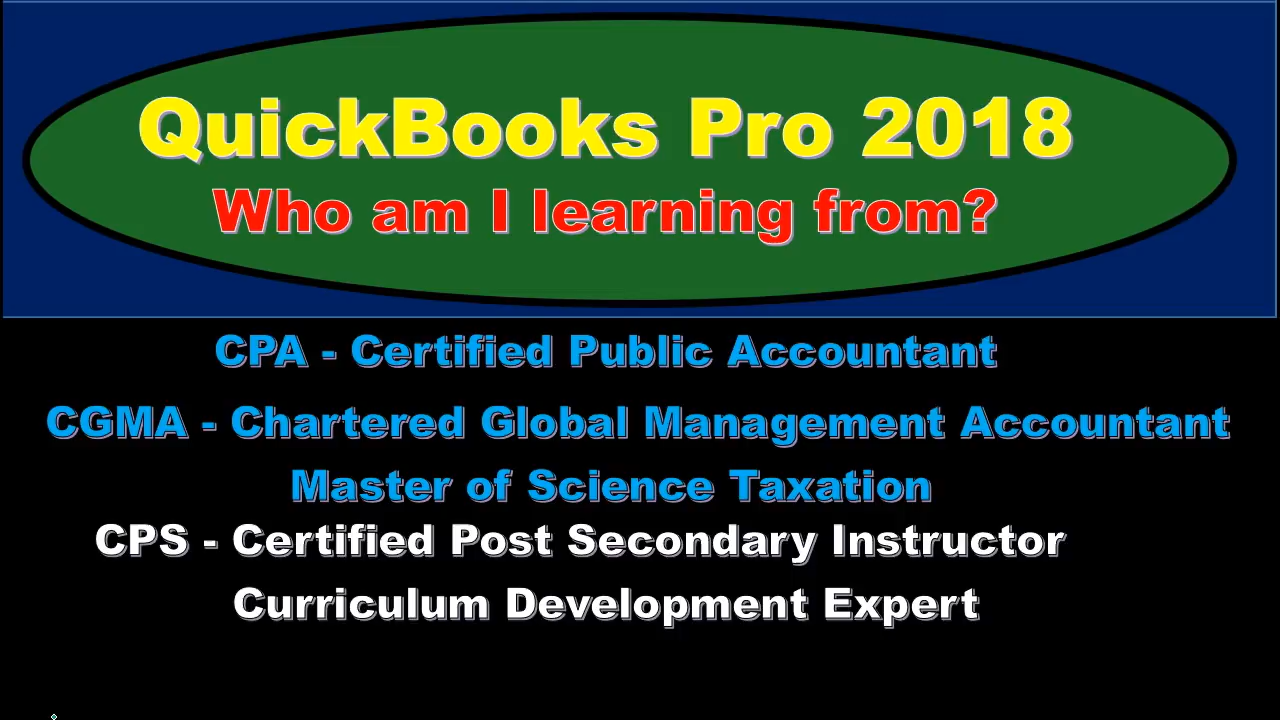 QuickBooks Pro 2018
Who am I learning from?
CPA - Certified Public Accountant
CGMA - Chartered Global Management Accountant
Master of Science Taxation
CPS - Certified Post Secondary Instructor
Curriculum Development Expert